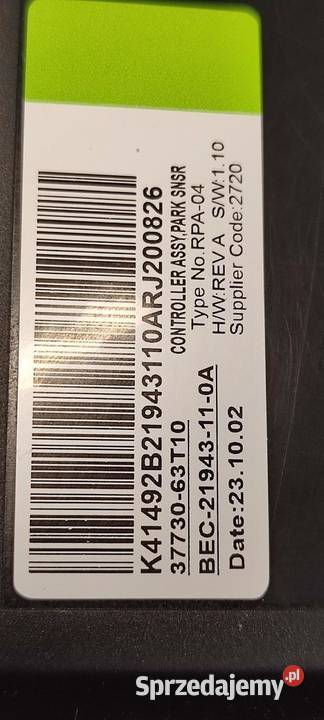 K41492B21943110ARJ200826
37730-63T10 CONTROLLER ASSY,PARK SNSR
BEC-21943-11-0A Type No.RPA-04
H/W:REV A S/W:1.10
Date:23.10.02 Supplier Code:2720
Sprzedajemy.pl